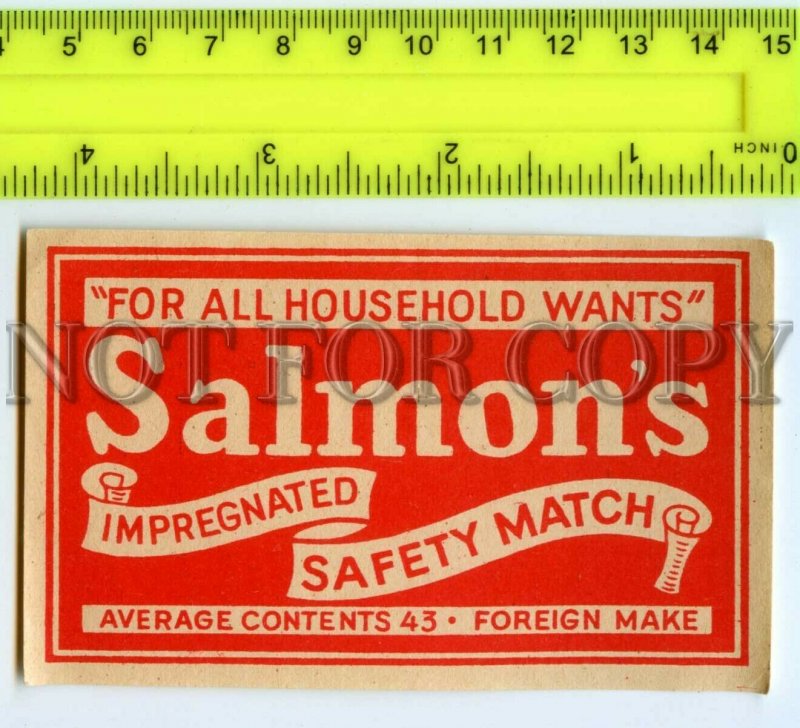 4 5 6 7 8 9 10 11 12 13 14 15
4 3 2 1 INCH 0
"FOR ALL HOUSEHOLD WANTS"
NOT FOR COPY
Salmon's
IMPREGNATED
SAFETY MATCH
AVERAGE CONTENTS 43 · FOREIGN MAKE